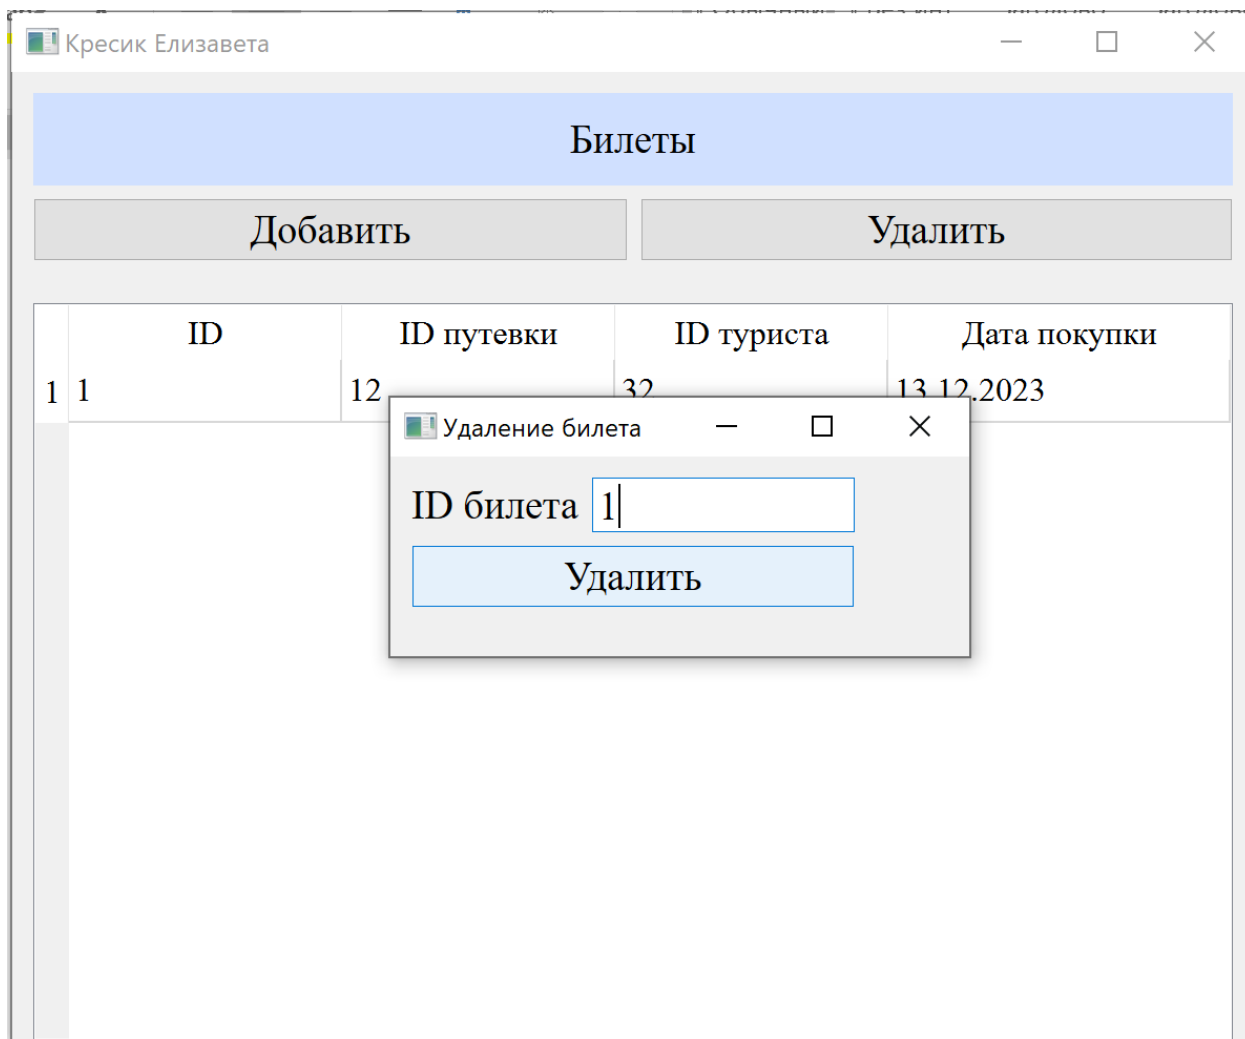 Кресик Елизавета
Билеты
Добавить Удалить
ID ID путевки ID туриста Дата покупки
1 1 12 32 13.12.2023
Удаление билета
ID билета 1
Удалить